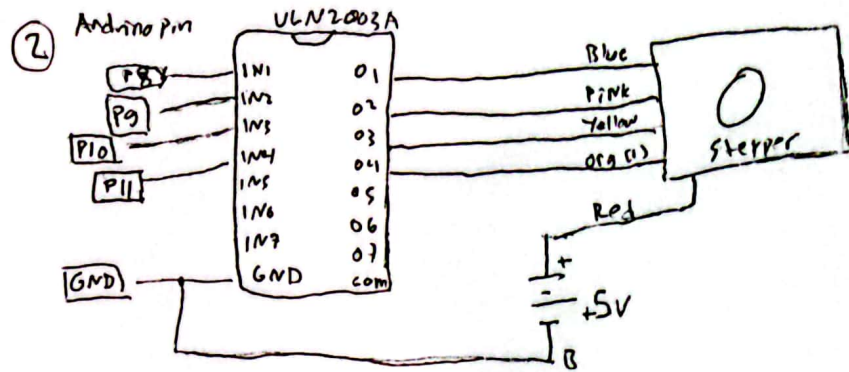 2
Arduino pin
ULN2003A
P8
P9
P10
P11
GND
IN1
IN2
IN3
IN4
IN5
IN6
IN7
GND
O1
O2
O3
O4
O5
O6
O7
com
Blue
Pink
Yellow
Org (1)
Stepper
Red
+
-
+5V
B